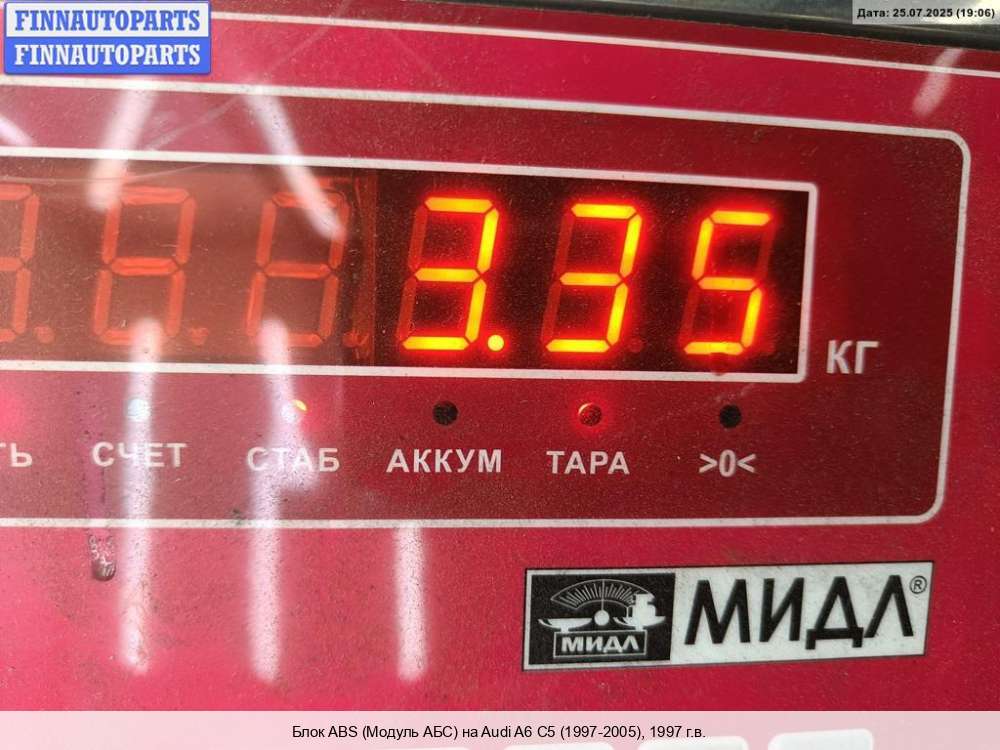 FINNAUTOPARTS
FINNAUTOPARTS
Дата: 25.07.2025 (19:06)
3.35
КГ
ТЬ СЧЕТ СТАБ АККУМ ТАРА >0<
МИДЛ МИДЛ®
Блок ABS (Модуль АБС) на Audi A6 C5 (1997-2005), 1997 г.в.